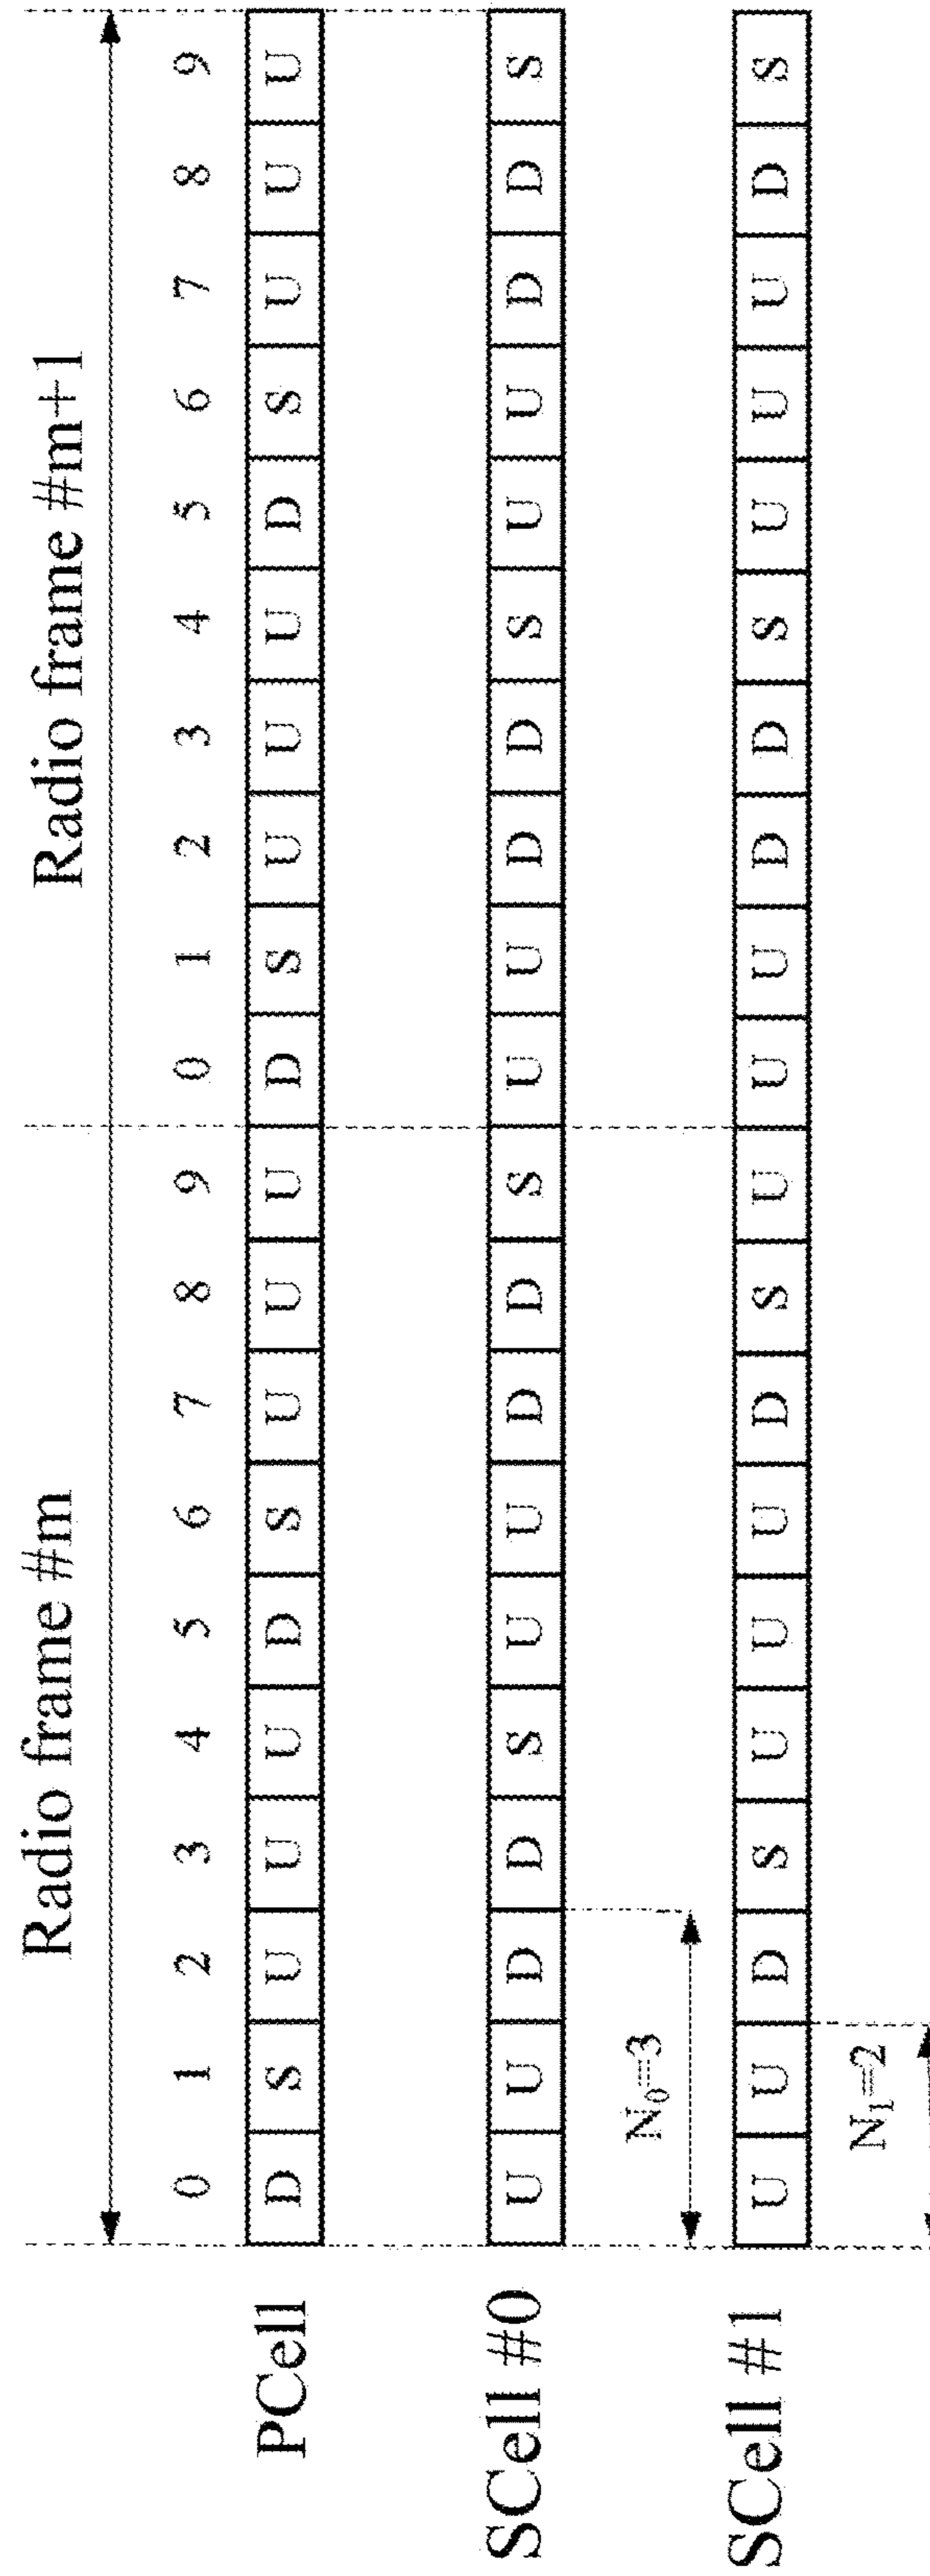 Radio frame #m Radio frame #m+1
0 1 2 3 4 5 6 7 8 9 0 1 2 3 4 5 6 7 8 9
PCell D S U U U D S U U U D S U U U D S U U U
SCell #0 U U D D S U U D D S U U D D S U U D D S
N₀=3
SCell #1 U U D S U U U D S U U U D D S U U U D S
N₁=2